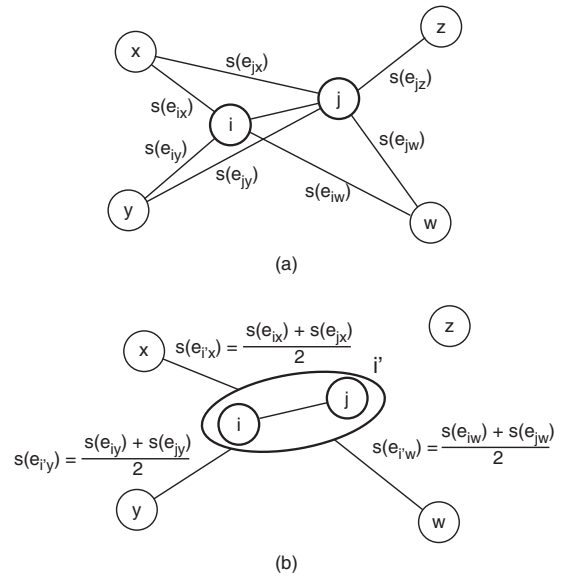 z
x
s(e_jx)
j
s(e_jz)
s(e_ix)
i
s(e_iy)
s(e_jw)
s(e_jy)
s(e_iw)
y
w
(a)
z
x
s(e_i'x) = s(e_ix) + s(e_jx) / 2
i'
j
i
s(e_i'y) = s(e_iy) + s(e_jy) / 2
s(e_i'w) = s(e_iw) + s(e_jw) / 2
y
w
(b)